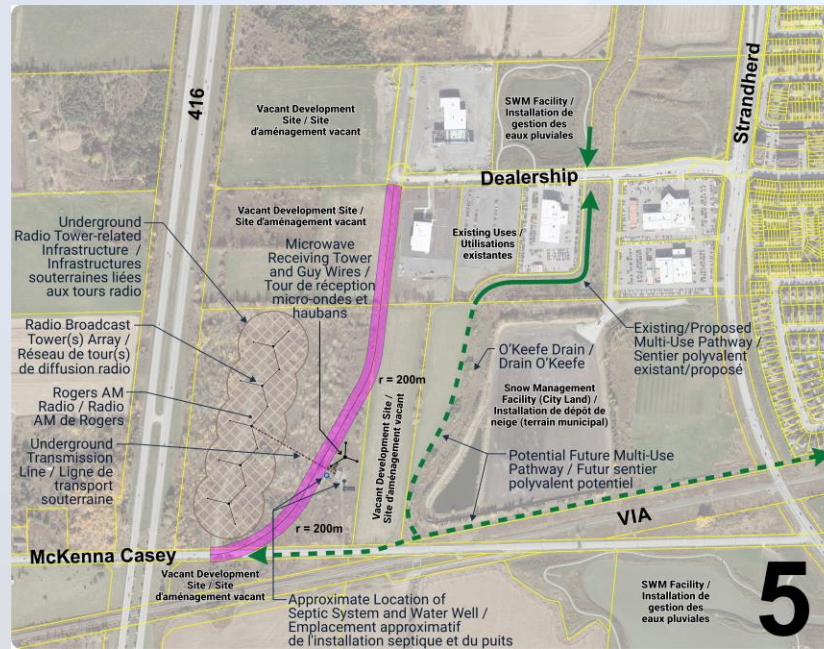 416
Strandherd
Vacant Development
Site / Site
d'aménagement vacant
SWM Facility /
Installation de
gestion des
eaux pluviales
Dealership
Vacant Development Site /
Site d'aménagement vacant
Underground
Radio Tower-related
Infrastructure /
Infrastructures
souterraines liées
aux tours radio
Microwave
Receiving Tower
and Guy Wires /
Tour de réception
micro-ondes et
haubans
Existing Uses /
Utilisations
existantes
Radio Broadcast
Tower(s) Array /
Réseau de tour(s)
de diffusion radio
Existing/Proposed
Multi-Use Pathway /
Sentier polyvalent
existant/proposé
O'Keefe Drain /
Drain O'Keefe
r = 200m
Snow Management
Facility (City Land) /
Installation de dépôt de
neige (terrain municipal)
Rogers AM
Radio / Radio
AM de Rogers
Vacant Development Site /
Site d'aménagement vacant
Underground
Transmission
Line / Ligne de
transport
souterraine
Potential Future Multi-Use
Pathway / Futur sentier
polyvalent potentiel
r = 200m
VIA
McKenna Casey
Vacant Development
Site / Site
d'aménagement vacant
Approximate Location of
Septic System and Water Well /
Emplacement approximatif
de l'installation septique et du puits
SWM Facility /
Installation de
gestion des
eaux pluviales
5